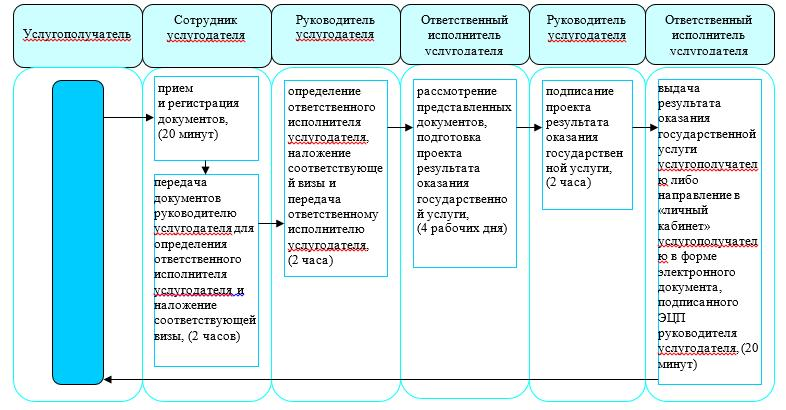 Услугополучатель
Сотрудник
услугодателя
Руководитель
услугодателя
Ответственный
исполнитель
услугодателя
Руководитель
услугодателя
Ответственный
исполнитель
услугодателя
прием
и регистрация
документов,
(20 минут)
передача
документов
руководителю
услугодателя для
определения
ответственного
исполнителя
услугодателя и
наложение
соответствующей
визы, (2 часов)
определение
ответственного
исполнителя
услугодателя,
наложение
соответствующе
й визы и
передача
ответственному
исполнителю
услугодателя,
(2 часа)
рассмотрение
представленных
документов,
подготовка
проекта
результата
оказания
государственно
й услуги,
(4 рабочих дня)
подписание
проекта
результата
оказания
государствен
ной услуги,
(2 часа)
выдача
результата
оказания
государственной
услуги
услугополучател
ю либо
направление в
«личный
кабинет»
услугополучател
ю в форме
электронного
документа,
подписанного
ЭЦП
руководителя
услугодателя, (20
минут)